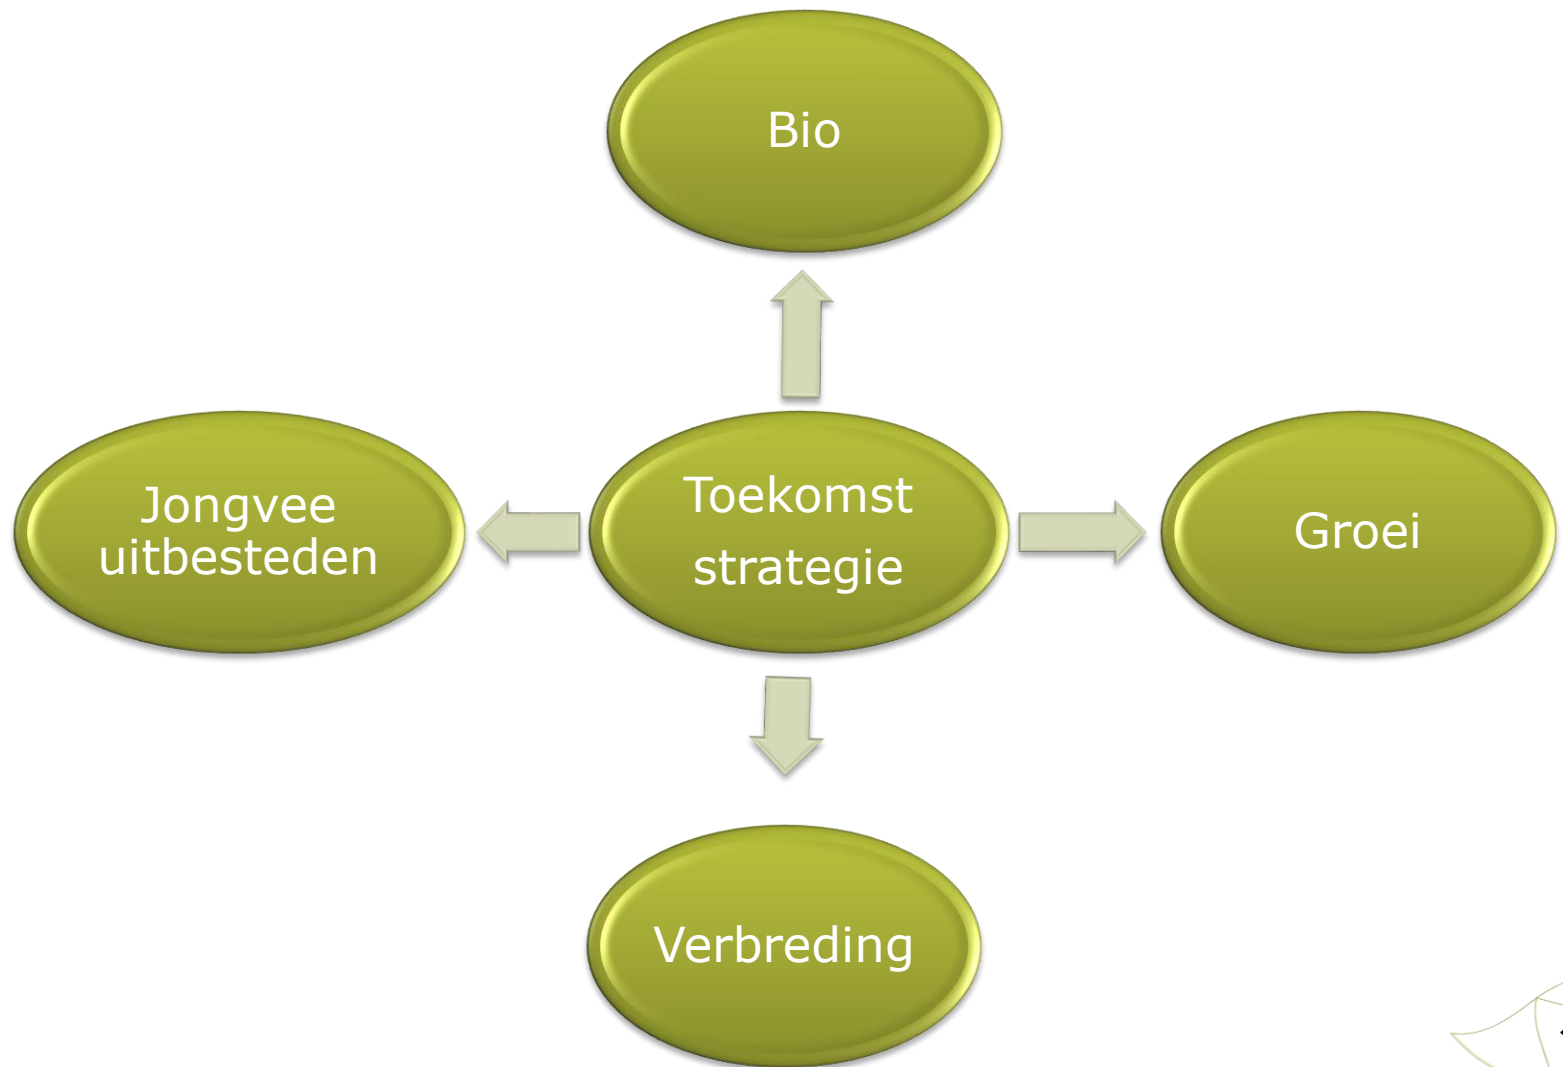 Bio
Jongvee
uitbesteden
Toekomst
strategie
Groei
Verbreding